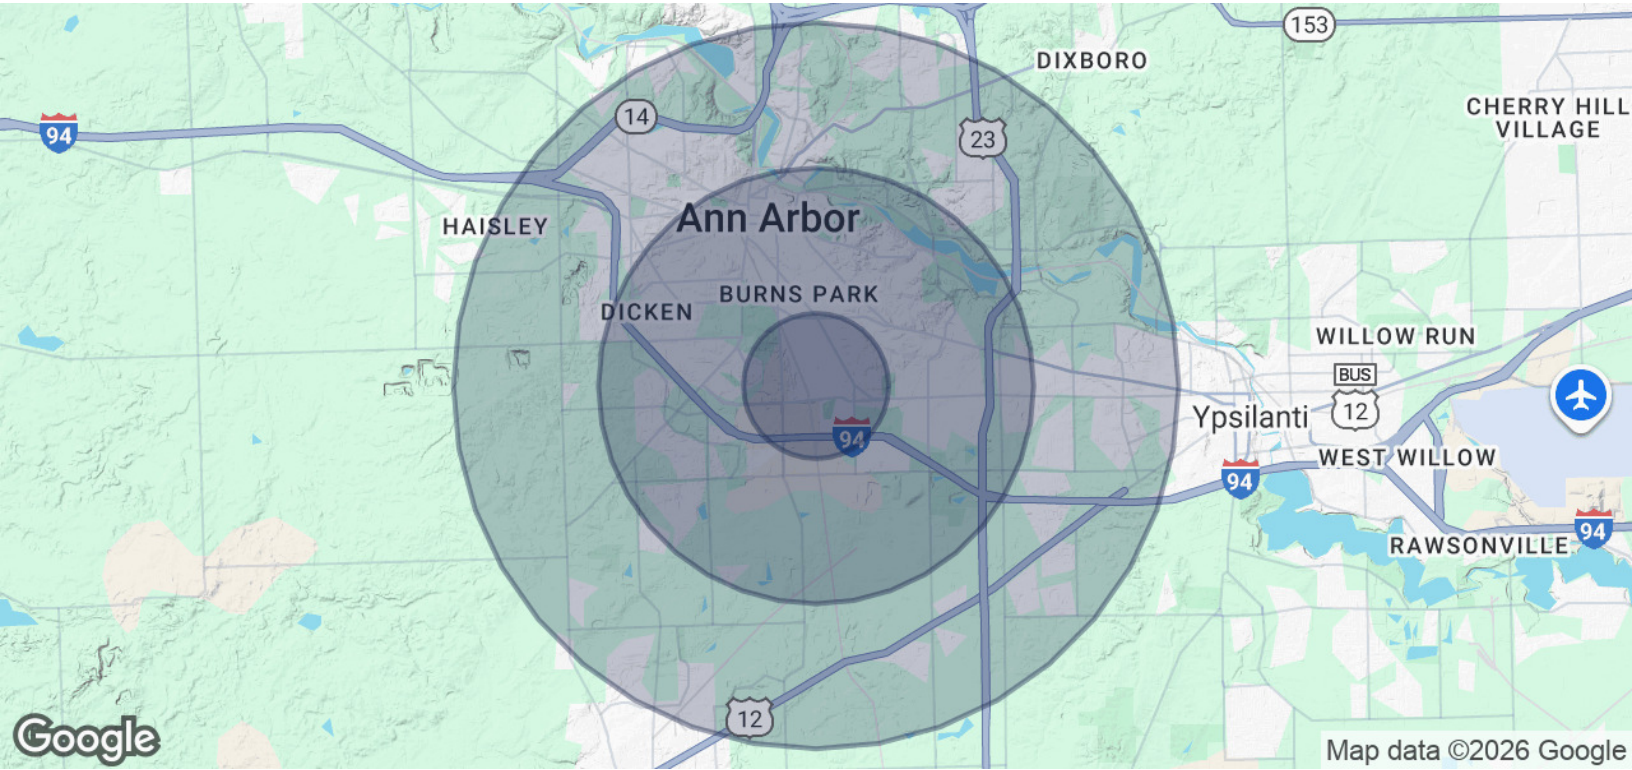 153
DIXBORO
CHERRY HILL
VILLAGE
14
94
23
Ann Arbor
HAISLEY
BURNS PARK
DICKEN
WILLOW RUN
BUS
12
Ypsilanti
94
WEST WILLOW
94
94
RAWSONVILLE
12
Google
Map data ©2026 Google